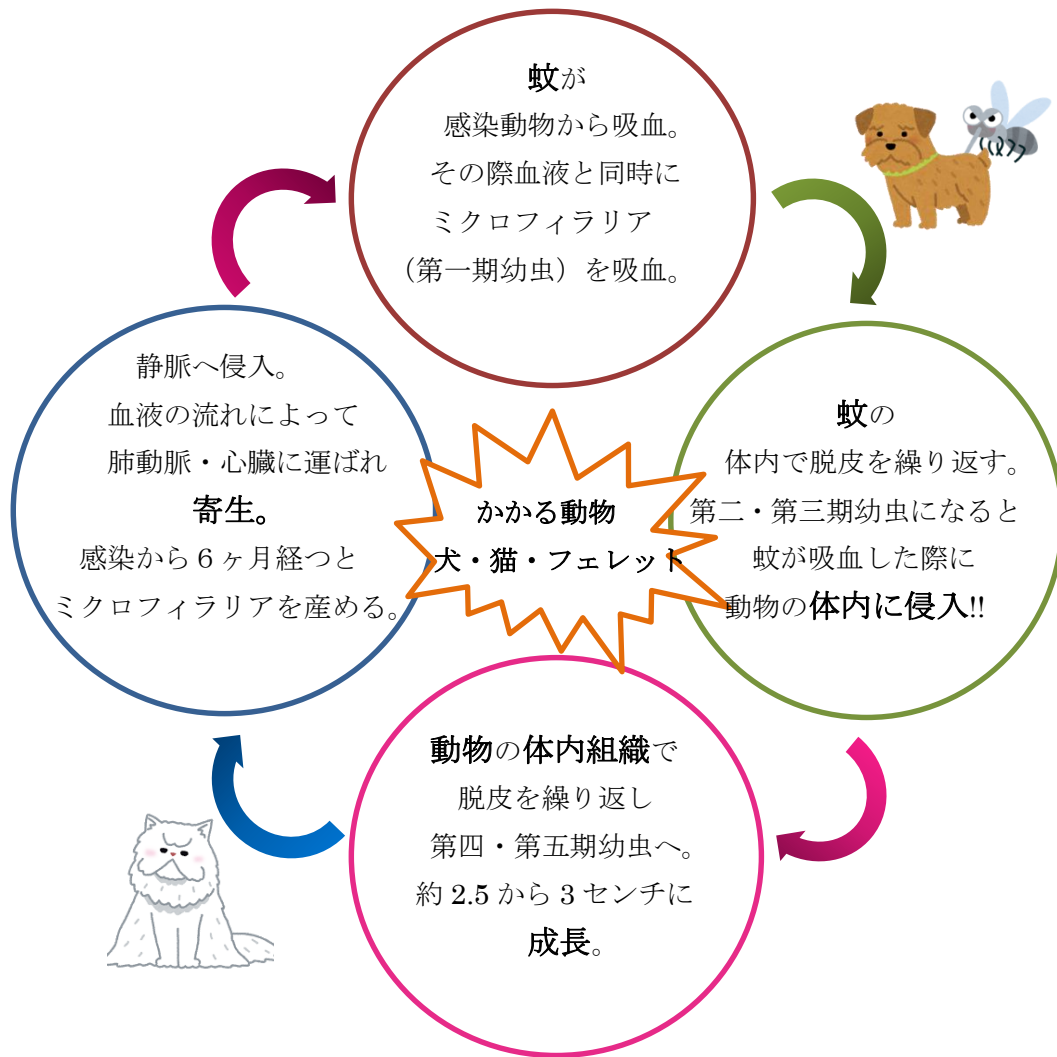 蚊が
感染動物から吸血。
その際血液と同時に
ミクロフィラリア
（第一期幼虫）を吸血。
蚊の
体内で脱皮を繰り返す。
第二・第三期幼虫になると
蚊が吸血した際に
動物の体内に侵入!!
動物の体内組織で
脱皮を繰り返し
第四・第五期幼虫へ。
約 2.5 から 3 センチに
成長。
静脈へ侵入。
血液の流れによって
肺動脈・心臓に運ばれ
寄生。
感染から６ヶ月経つと
ミクロフィラリアを産める。
かかる動物
犬・猫・フェレット